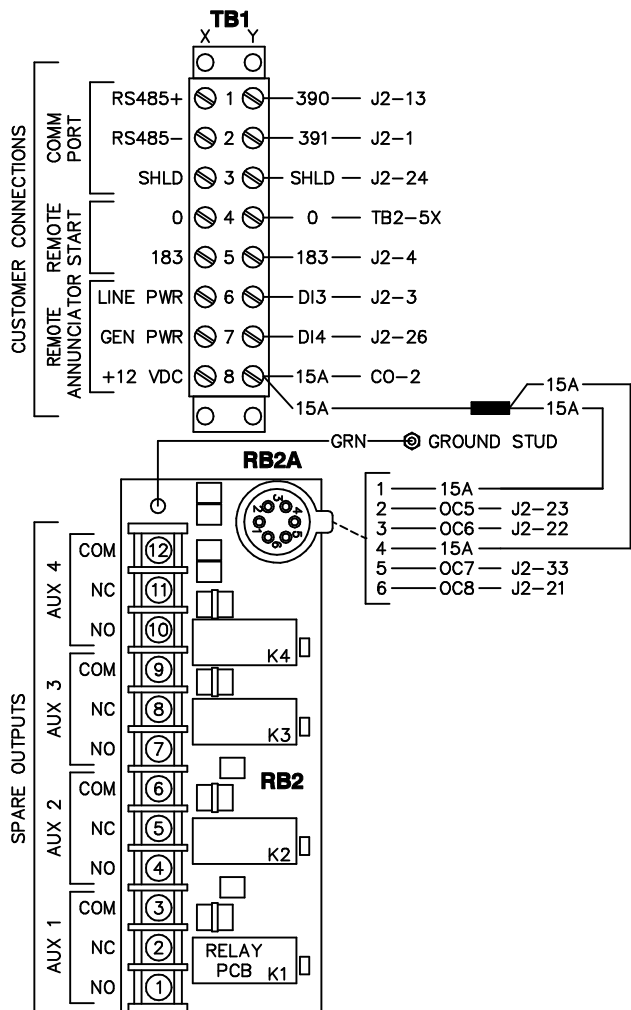 TB1
X Y
CUSTOMER CONNECTIONS
COMM PORT
RS485+ 1 390 J2-13
RS485- 2 391 J2-1
SHLD 3 SHLD J2-24
REMOTE START
0 4 0 TB2-5X
183 5 183 J2-4
REMOTE ANNUNCIATOR
LINE PWR 6 DI3 J2-3
GEN PWR 7 DI4 J2-26
+12 VDC 8 15A CO-2
15A
15A
15A
GRN GROUND STUD
RB2A
1 2 3 4 5 6
1 15A
2 OC5 J2-23
3 OC6 J2-22
4 15A
5 OC7 J2-33
6 OC8 J2-21
SPARE OUTPUTS
AUX 4
COM 12
NC 11
NO 10
K4
AUX 3
COM 9
NC 8
NO 7
K3
RB2
AUX 2
COM 6
NC 5
NO 4
K2
AUX 1
COM 3
NC 2
NO 1
RELAY
PCB K1